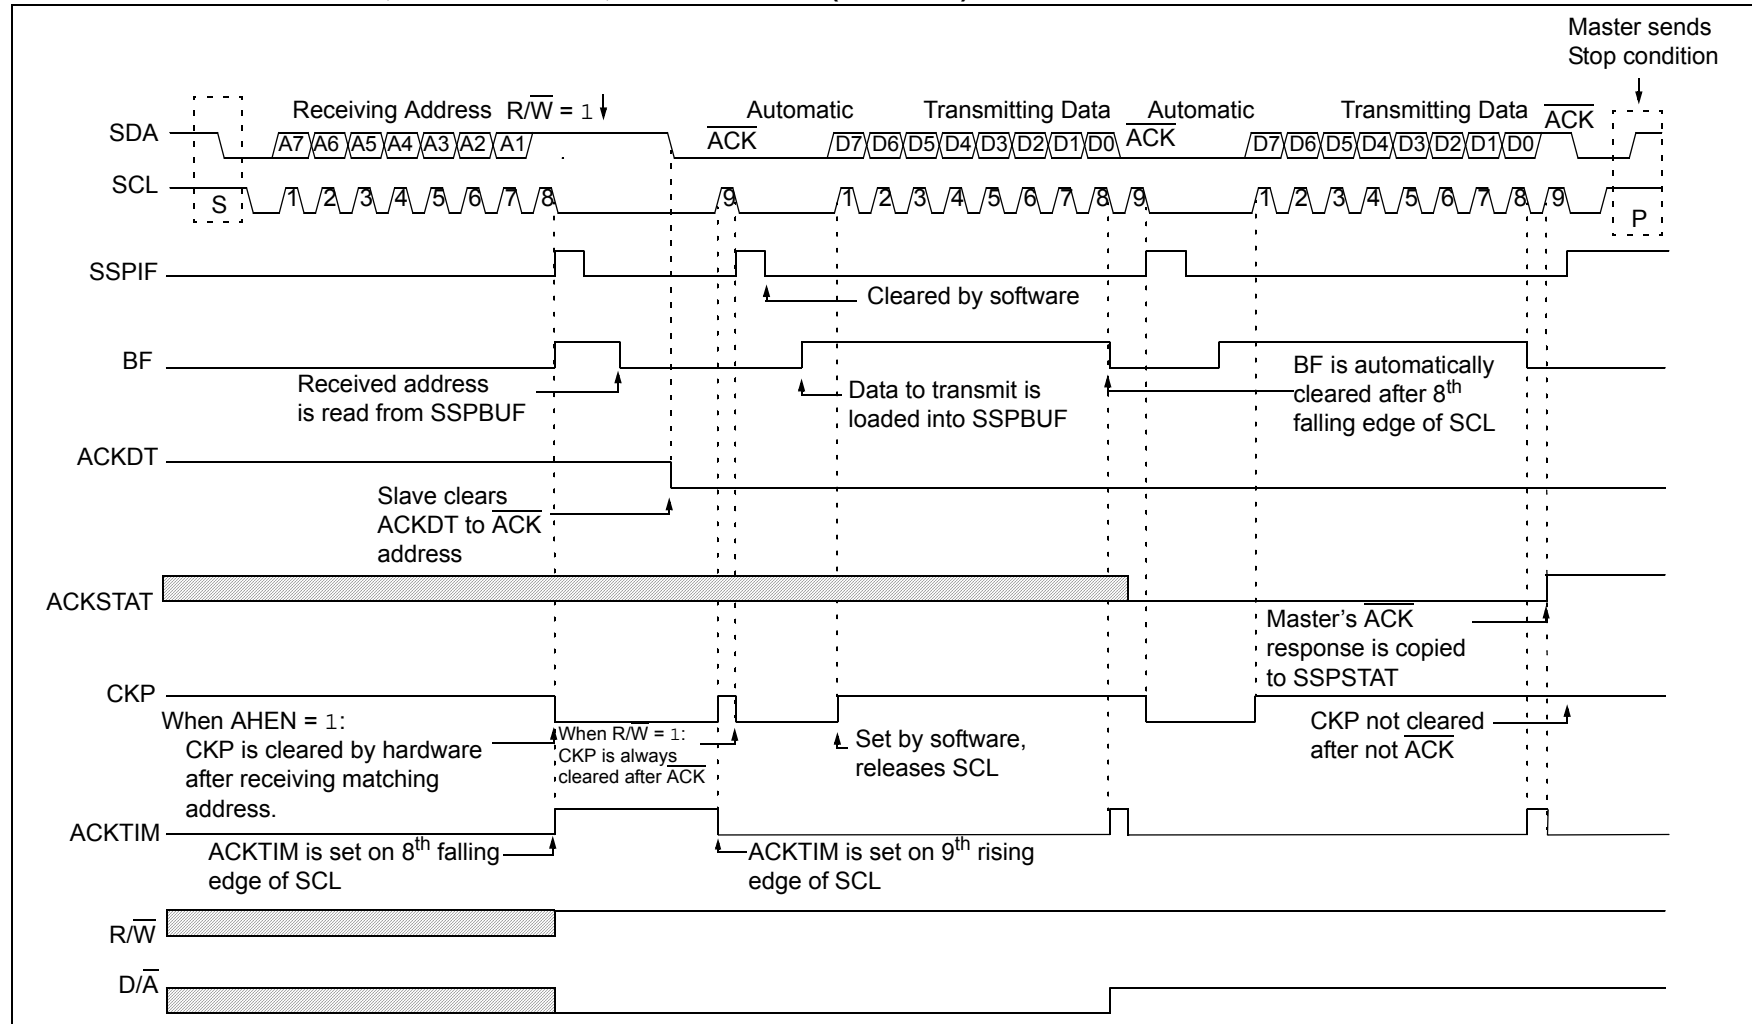 Master sends
Stop condition
Receiving Address R/W̅ = 1
Automatic
Transmitting Data
Automatic
Transmitting Data
A̅C̅K̅
SDA
A7 A6 A5 A4 A3 A2 A1
A̅C̅K̅
D7 D6 D5 D4 D3 D2 D1 D0
A̅C̅K̅
D7 D6 D5 D4 D3 D2 D1 D0
SCL
S
1 2 3 4 5 6 7 8
9
1 2 3 4 5 6 7 8 9
1 2 3 4 5 6 7 8 9
P
SSPIF
Cleared by software
BF
Received address
is read from SSPBUF
Data to transmit is
loaded into SSPBUF
BF is automatically
cleared after 8th
falling edge of SCL
ACKDT
Slave clears
ACKDT to A̅C̅K̅
address
ACKSTAT
Master’s A̅C̅K̅
response is copied
to SSPSTAT
CKP
When AHEN = 1:
CKP is cleared by hardware
after receiving matching
address.
When R/W̅ = 1:
CKP is always
cleared after A̅C̅K̅
Set by software,
releases SCL
CKP not cleared
after not A̅C̅K̅
ACKTIM
ACKTIM is set on 8th falling
edge of SCL
ACKTIM is set on 9th rising
edge of SCL
R/W̅
D/A̅